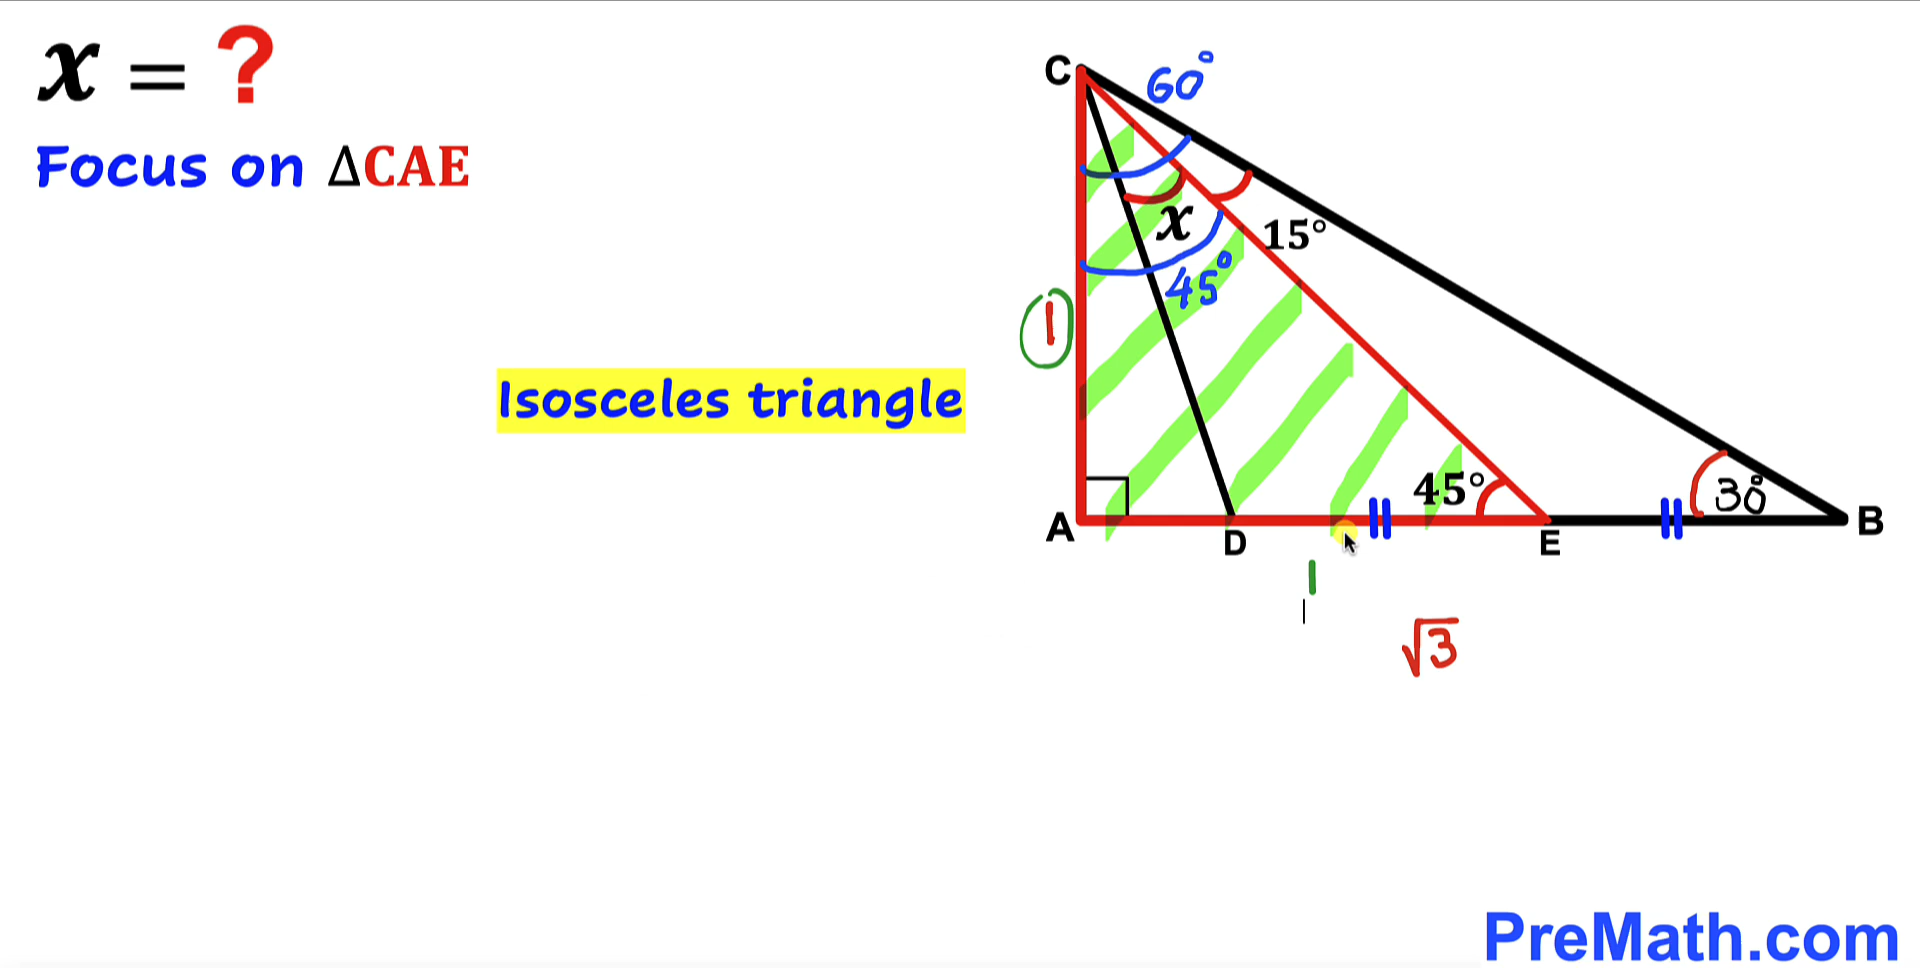 x = ?
Focus on ΔCAE
Isosceles triangle
C
60°
15°
x
45°
1
45°
30°
A
D
E
B
1
√3
PreMath.com